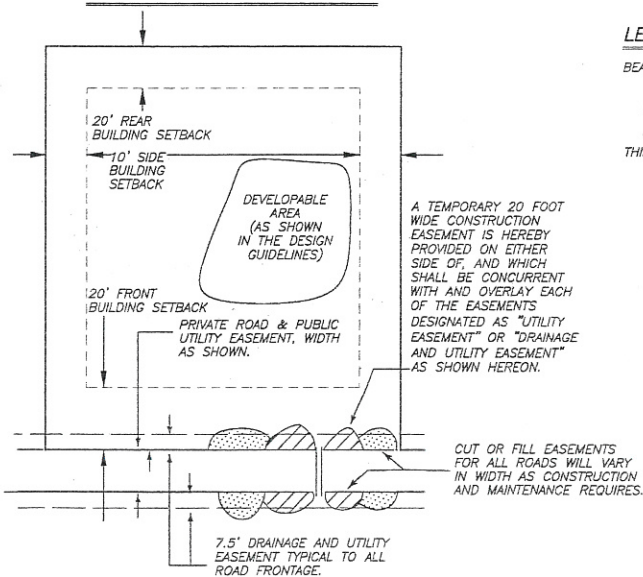 LE
BEA
THI
20' REAR
BUILDING SETBACK
10' SIDE
BUILDING
SETBACK
DEVELOPABLE
AREA
(AS SHOWN
IN THE DESIGN
GUIDELINES)
A TEMPORARY 20 FOOT
WIDE CONSTRUCTION
EASEMENT IS HEREBY
PROVIDED ON EITHER
SIDE OF, AND WHICH
SHALL BE CONCURRENT
WITH AND OVERLAY EACH
OF THE EASEMENTS
DESIGNATED AS "UTILITY
EASEMENT" OR "DRAINAGE
AND UTILITY EASEMENT"
AS SHOWN HEREON.
20' FRONT
BUILDING SETBACK
PRIVATE ROAD & PUBLIC
UTILITY EASEMENT, WIDTH
AS SHOWN.
CUT OR FILL EASEMENTS
FOR ALL ROADS WILL VARY
IN WIDTH AS CONSTRUCTION
AND MAINTENANCE REQUIRES.
7.5' DRAINAGE AND UTILITY
EASEMENT TYPICAL TO ALL
ROAD FRONTAGE.